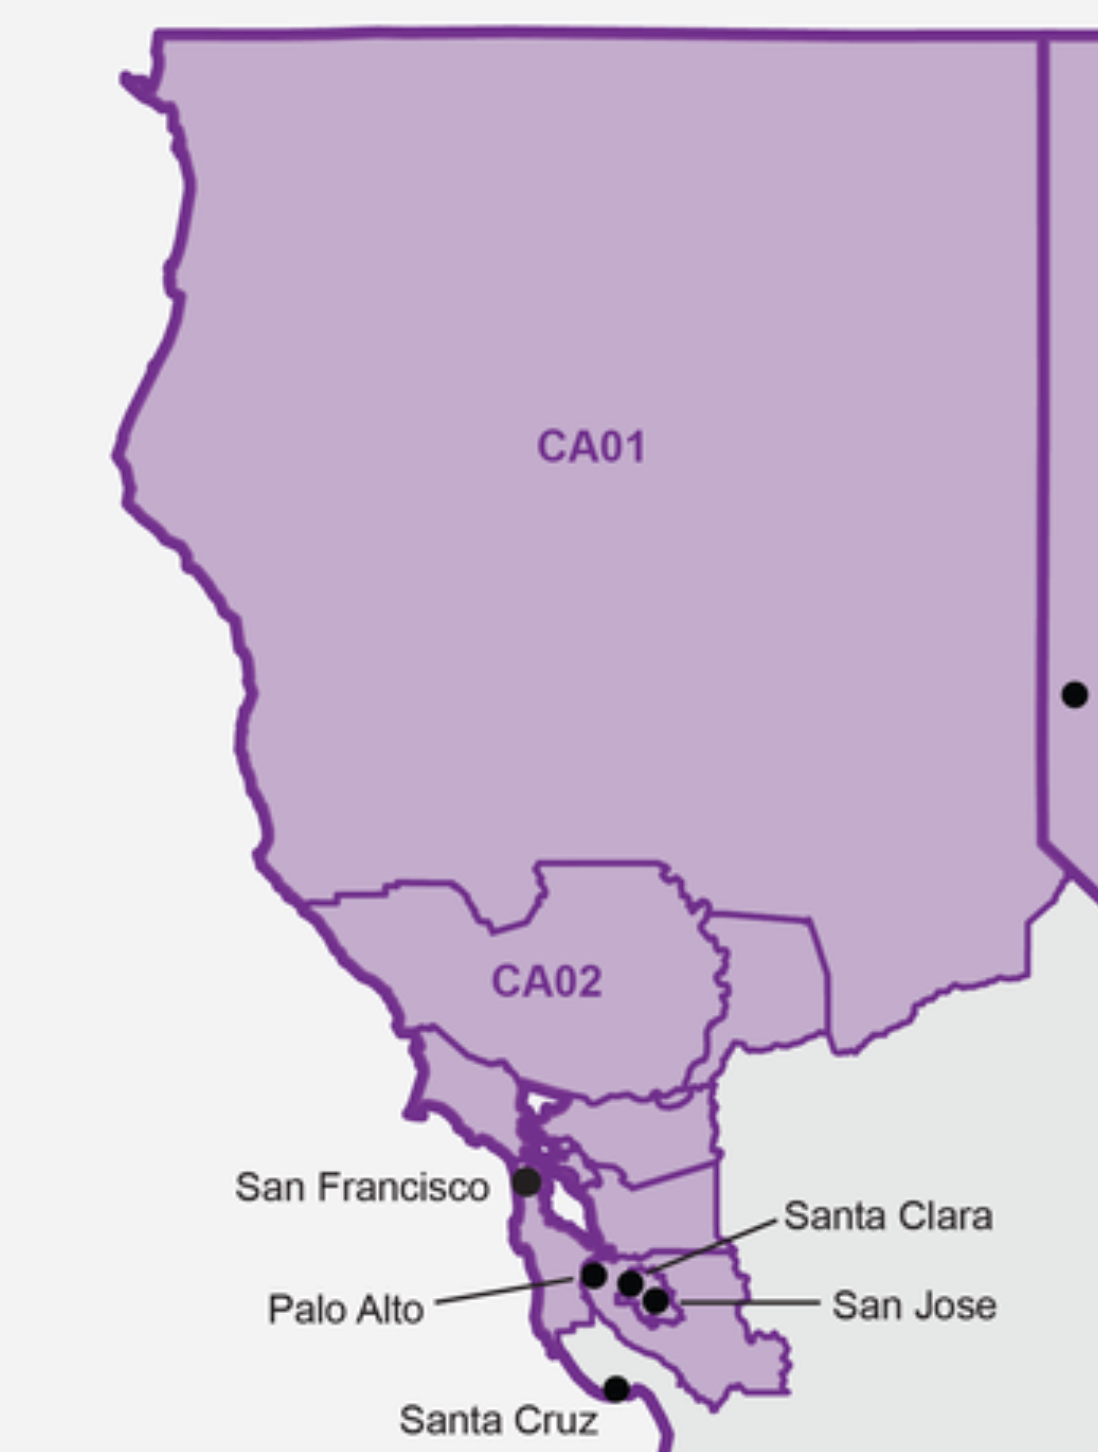 CA01
CA02
San Francisco
Santa Clara
Palo Alto
San Jose
Santa Cruz